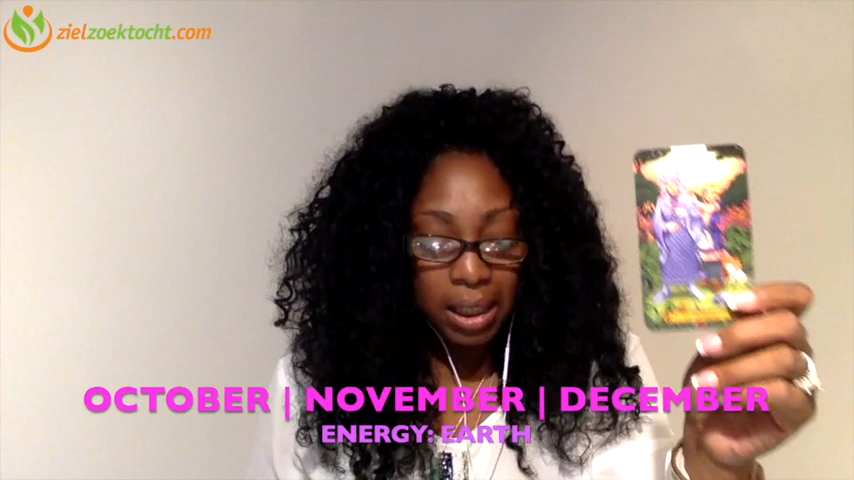 zielzoektocht.com
OCTOBER | NOVEMBER | DECEMBER
ENERGY: EARTH